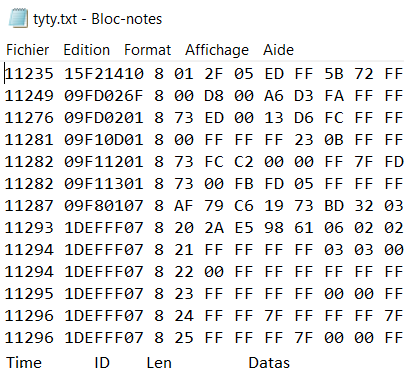 tyty.txt - Bloc-notes
Fichier Edition Format Affichage Aide
11235 15F21410 8 01 2F 05 ED FF 5B 72 FF
11249 09FD026F 8 00 D8 00 A6 D3 FA FF FF
11276 09FD0201 8 73 ED 00 13 D6 FC FF FF
11281 09F10D01 8 00 FF FF FF 23 0B FF FF
11282 09F11201 8 73 FC C2 00 00 FF 7F FD
11282 09F11301 8 73 00 FB FD 05 FF FF FF
11287 09F80107 8 AF 79 C6 19 73 BD 32 03
11293 1DEFFF07 8 20 2A E5 98 61 06 02 02
11294 1DEFFF07 8 21 FF FF FF FF 03 03 00
11294 1DEFFF07 8 22 00 FF FF FF FF FF FF
11295 1DEFFF07 8 23 FF FF FF FF 00 00 FF
11296 1DEFFF07 8 24 FF FF 7F FF FF FF 7F
11296 1DEFFF07 8 25 FF FF FF 7F 00 00 FF
Time ID Len Datas